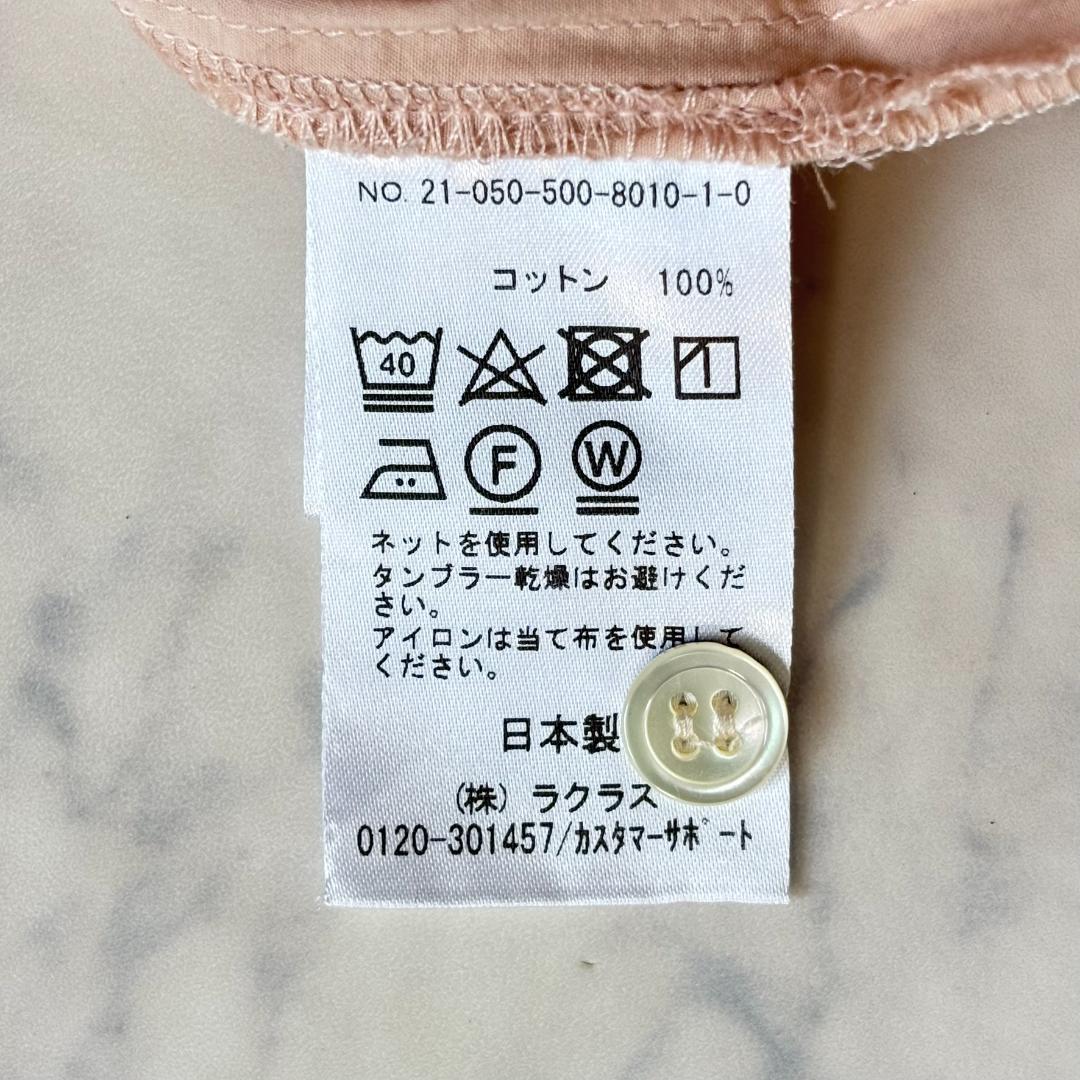 NO. 21-050-500-8010-1-0
コットン 100%
40
F W
ネットを使用してください。
タンブラー乾燥はお避けくだ
さい。
アイロンは当て布を使用して
ください。
日本製
(株) ラクラス
0120-301457/カスタマーサポート